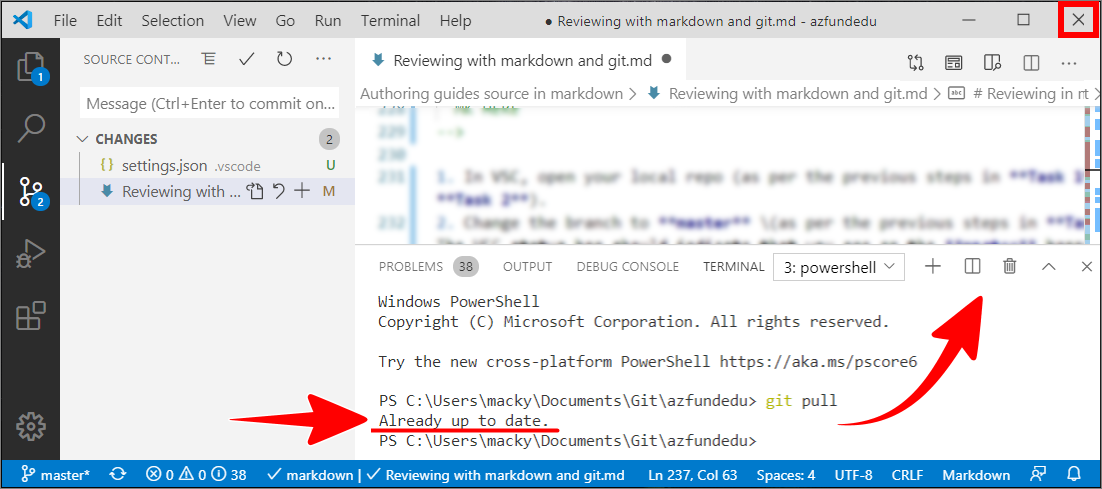 File Edit Selection View Go Run Terminal Help ● Reviewing with markdown and git.md - azfundedu
SOURCE CONT...
Reviewing with markdown and git.md
Message (Ctrl+Enter to commit on...
Authoring guides source in markdown > Reviewing with markdown and git.md > abc # Reviewing in
CHANGES 2
settings.json .vscode U
Reviewing with ... M
1
2
228
229 -->
230
231 1. In VSC, open your local repo (as per the previous steps in **Task 1
**Task 2**).
232 2. Change the branch to **master** \(as per the previous steps in **Ta
PROBLEMS 38 OUTPUT DEBUG CONSOLE TERMINAL 3: powershell
Windows PowerShell
Copyright (C) Microsoft Corporation. All rights reserved.
Try the new cross-platform PowerShell https://aka.ms/pscore6
PS C:\Users\macky\Documents\Git\azfundedu> git pull
Already up to date.
PS C:\Users\macky\Documents\Git\azfundedu>
master* 0 0 38 markdown | Reviewing with markdown and git.md Ln 237, Col 63 Spaces: 4 UTF-8 CRLF Markdown